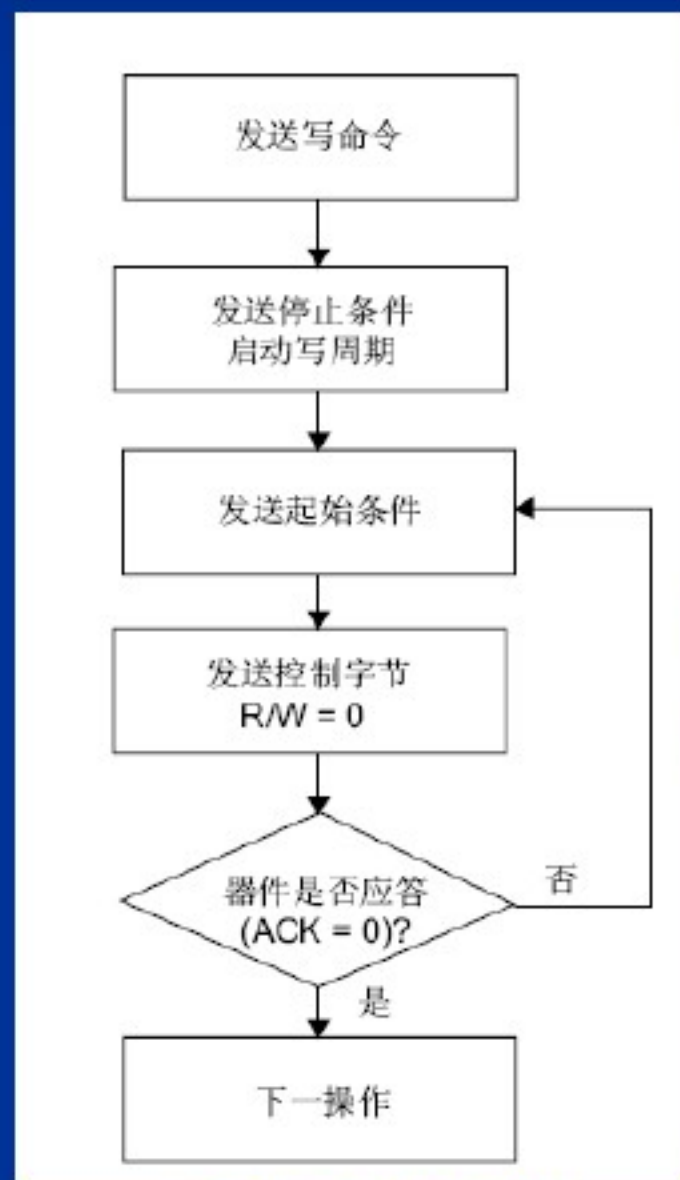 发送写命令
发送停止条件
启动写周期
发送起始条件
发送控制字节
R/W = 0
器件是否应答
(ACK = 0)?
否
是
下一操作